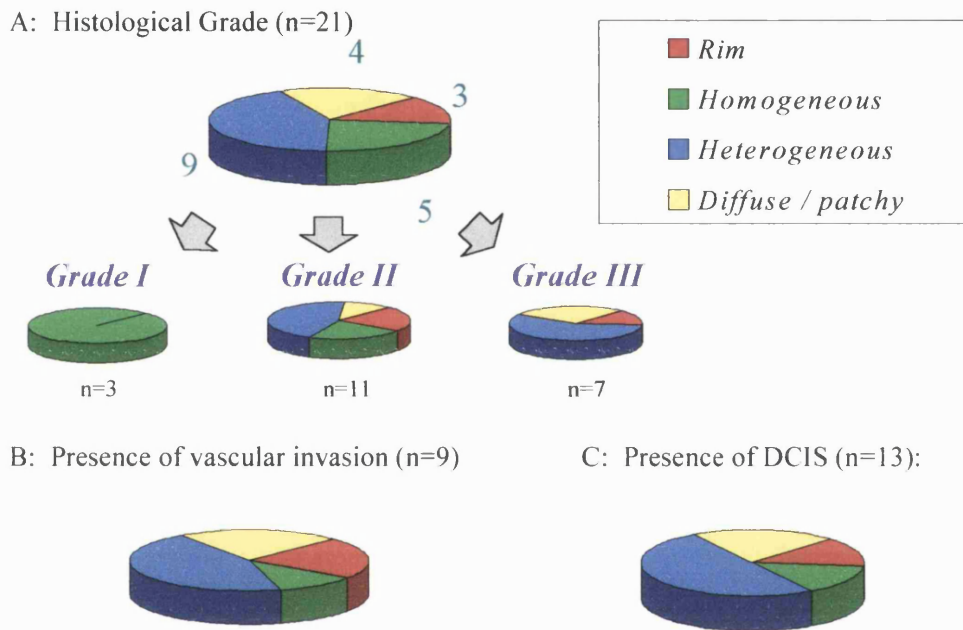 A: Histological Grade (n=21)
4
3
9
5
Rim
Homogeneous
Heterogeneous
Diffuse / patchy
Grade I
Grade II
Grade III
n=3
n=11
n=7
B: Presence of vascular invasion (n=9)
C: Presence of DCIS (n=13):